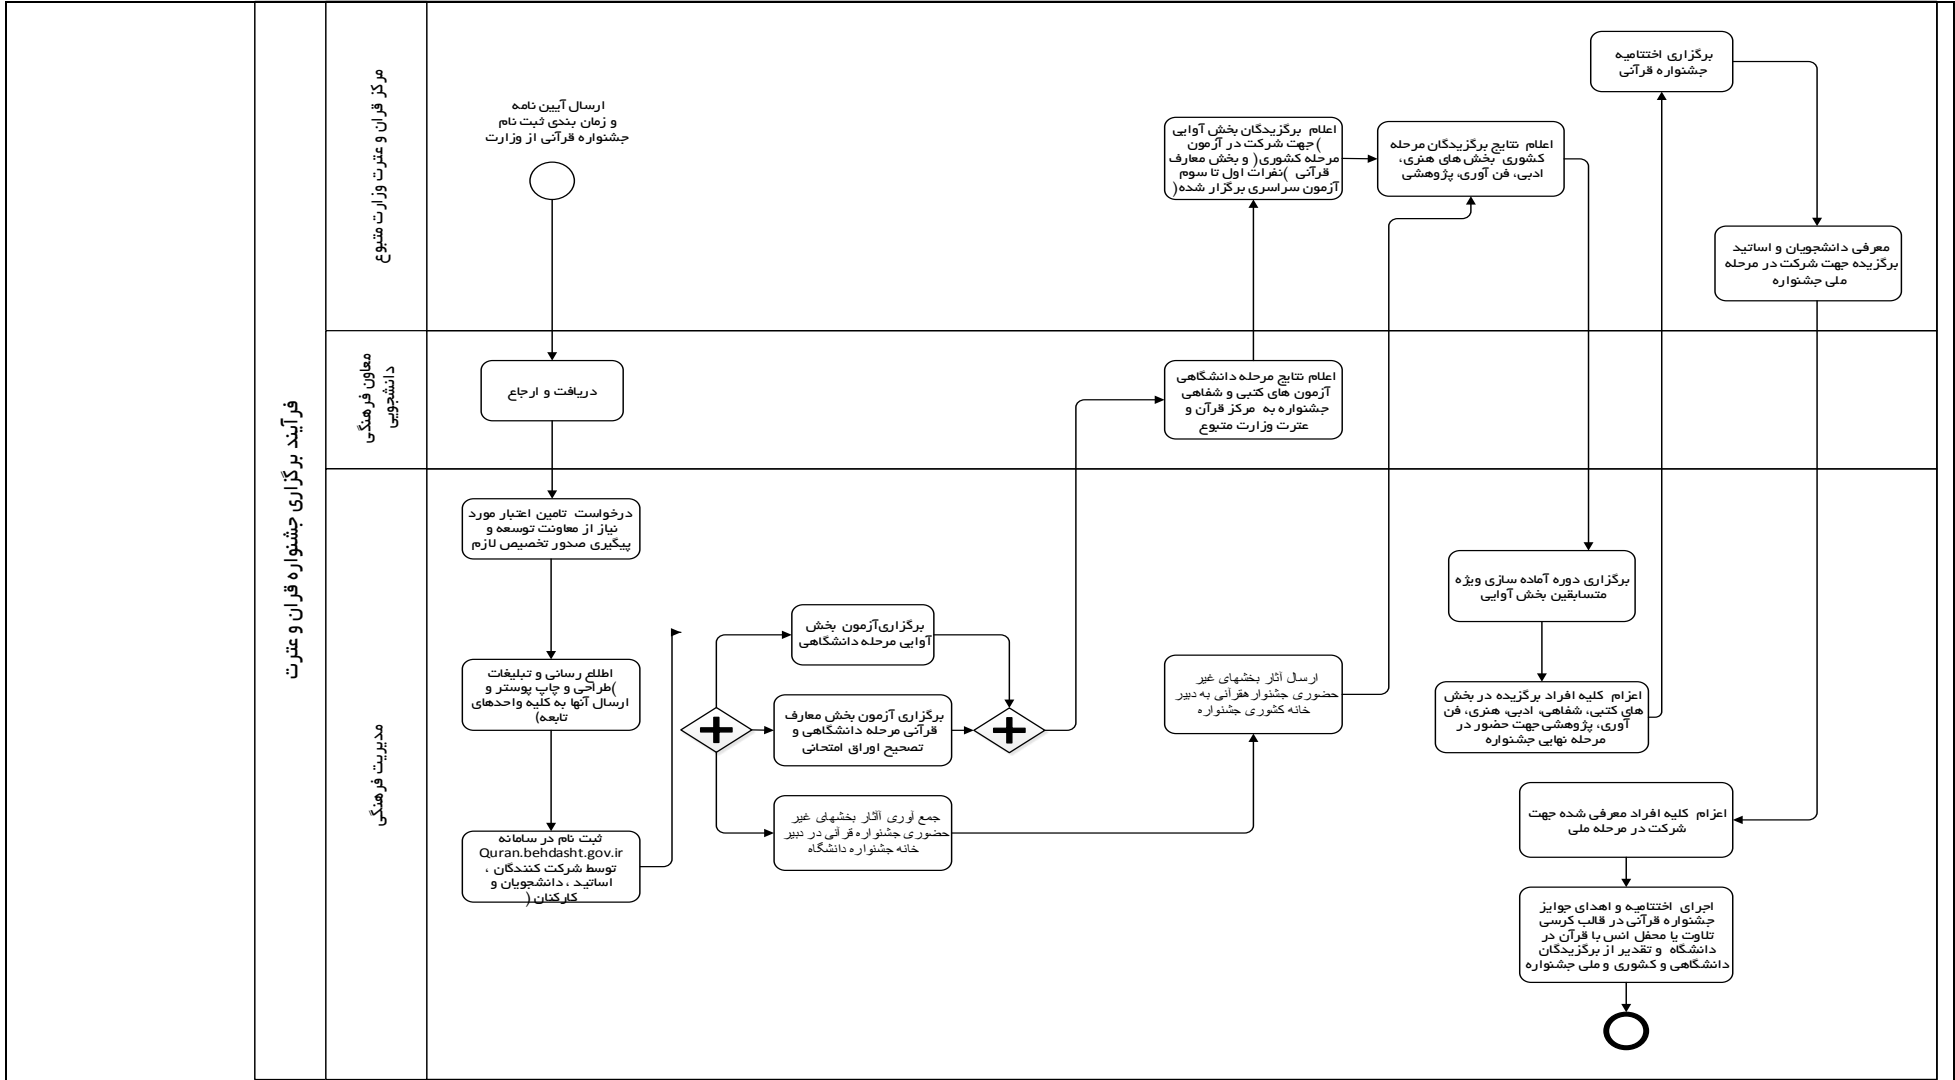 فرآیند برگزاری جشنواره قران و عترت
مرکز قران و عترت وزارت متبوع
معاون فرهنگی
دانشجویی
مدیریت فرهنگی
ارسال آیین نامه
و زمان بندی ثبت نام
جشنواره قرآنی از وزارت
دریافت و ارجاع
درخواست تامین اعتبار مورد
نیاز از معاونت توسعه و
پیگیری صدور تخصیص لازم
اطلاع رسانی و تبلیغات
)طراحی و چاپ پوستر و
ارسال آنها به کلیه واحدهای
تابعه)
ثبت نام در سامانه
Quran.behdasht.gov.ir
توسط شرکت کنندگان ،
اساتید ، دانشجویان و
کارکنان (
برگزاری‌آزمون بخش
آوایی مرحله دانشگاهی
برگزاری آزمون بخش معارف
قرآنی مرحله دانشگاهی و
تصحیح اوراق امتحانی
جمع آوری آاثار بخشهای غیر
حضوری جشنواره قرآنی در دبیر
خانه جشنواره دانشگاه
اعلام نتایج مرحله دانشگاهی
آزمون های کتبی و شفاهی
جشنواره به مرکز قرآن و
عترت وزارت متبوع
اعلام برگزیدگان بخش آوایی
)جهت شرکت در آزمون
مرحله کشوری( و بخش معارف
قرآنی )نفرات اول تا سوم
آزمون سراسری برگزار شده(
ارسال آثار بخشهای غیر
حضوری جشنوارهقرآنی به دبیر
خانه کشوری جشنواره
اعلام نتایج برگزیدگان مرحله
کشوری بخش های هنری،
ادبی، فن آوری، پژوهشی
برگزاری دوره آماده سازی ویژه
متسابقین بخش آوایی
اعزام کلیه افراد برگزیده در بخش
های کتبی، شفاهی، ادبی، هنری، فن
آوری، پژوهشی جهت حضور در
مرحله نهایی جشنواره
برگزاری اختتامیه
جشنواره قرآنی
معرفی دانشجویان و اساتید
برگزیده جهت شرکت در مرحله
ملی جشنواره
اعزام کلیه افراد معرفی شده جهت
شرکت در مرحله ملی
اجرای اختتامیه و اهدای جوایز
جشنواره قرآنی در قالب کرسی
تلاوت یا محفل انس با قرآن در
دانشگاه و تقدیر از برگزیدگان
دانشگاهی و کشوری و ملی جشنواره